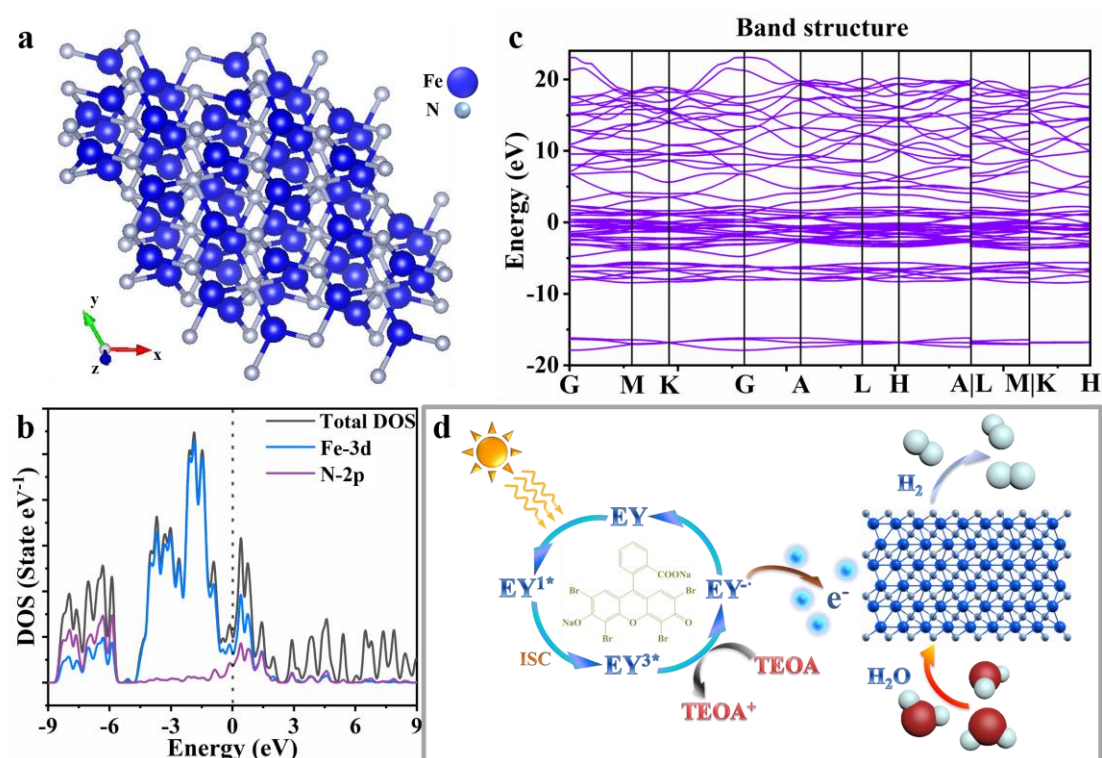 a
Fe
N
y
x
z
b
Total DOS
Fe-3d
N-2p
DOS (State eV⁻¹)
-9 -6 -3 0 3 6 9
Energy (eV)
c
Band structure
20
10
0
-10
-20
Energy (eV)
G M K G A L H A|L M|K H
d
EY
EY¹*
EY³*
EY⁻·
ISC
COONa
Br
Br
NaO
O
O
Br
Br
TEOA
TEOA⁺
e⁻
H₂
H₂O